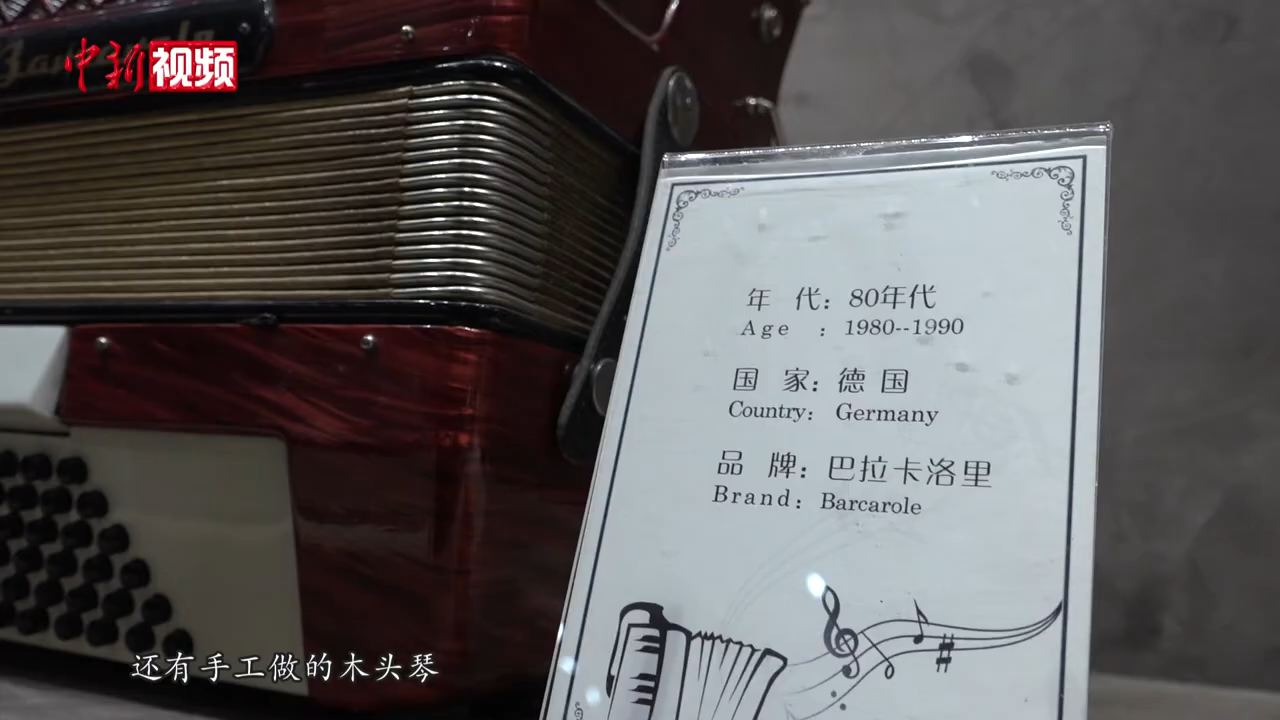 中新视频
年 代：80年代
Age : 1980--1990
国 家：德 国
Country: Germany
品 牌：巴拉卡洛里
Brand: Barcarole
还有手工做的木头琴